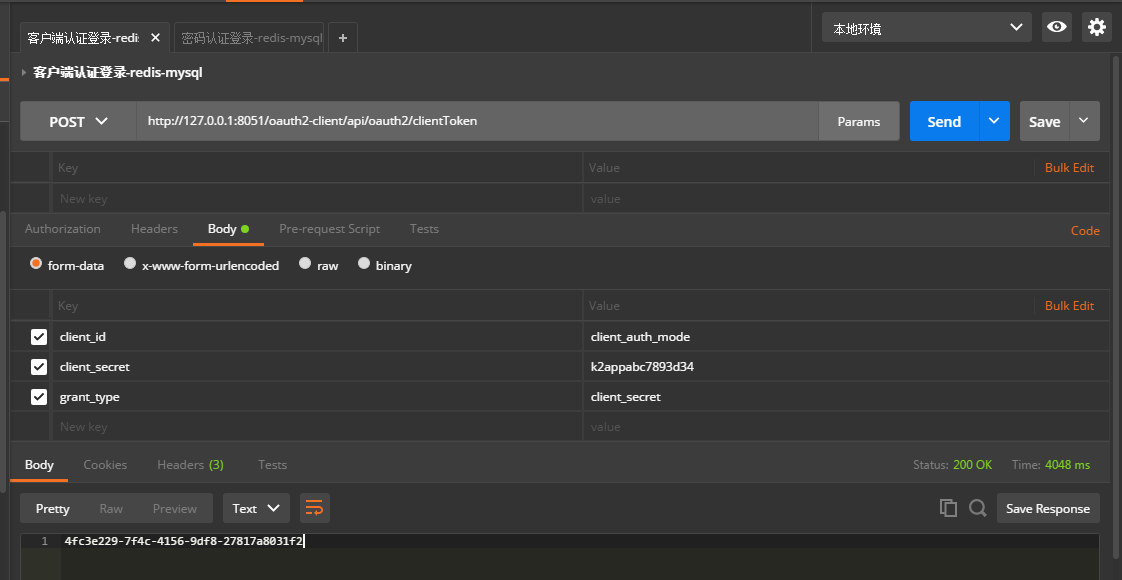 客户端认证登录-redis
密码认证登录-redis-mysql
+
本地环境
客户端认证登录-redis-mysql
POST
http://127.0.0.1:8051/oauth2-client/api/oauth2/clientToken
Params
Send
Save
Key Value Bulk Edit
New key value
Authorization Headers Body Pre-request Script Tests Code
form-data x-www-form-urlencoded raw binary
Key Value Bulk Edit
client_id client_auth_mode
client_secret k2appabc7893d34
grant_type client_secret
New key value
Body Cookies Headers (3) Tests Status: 200 OK Time: 4048 ms
Pretty Raw Preview Text Save Response
1 4fc3e229-7f4c-4156-9df8-27817a8031f2